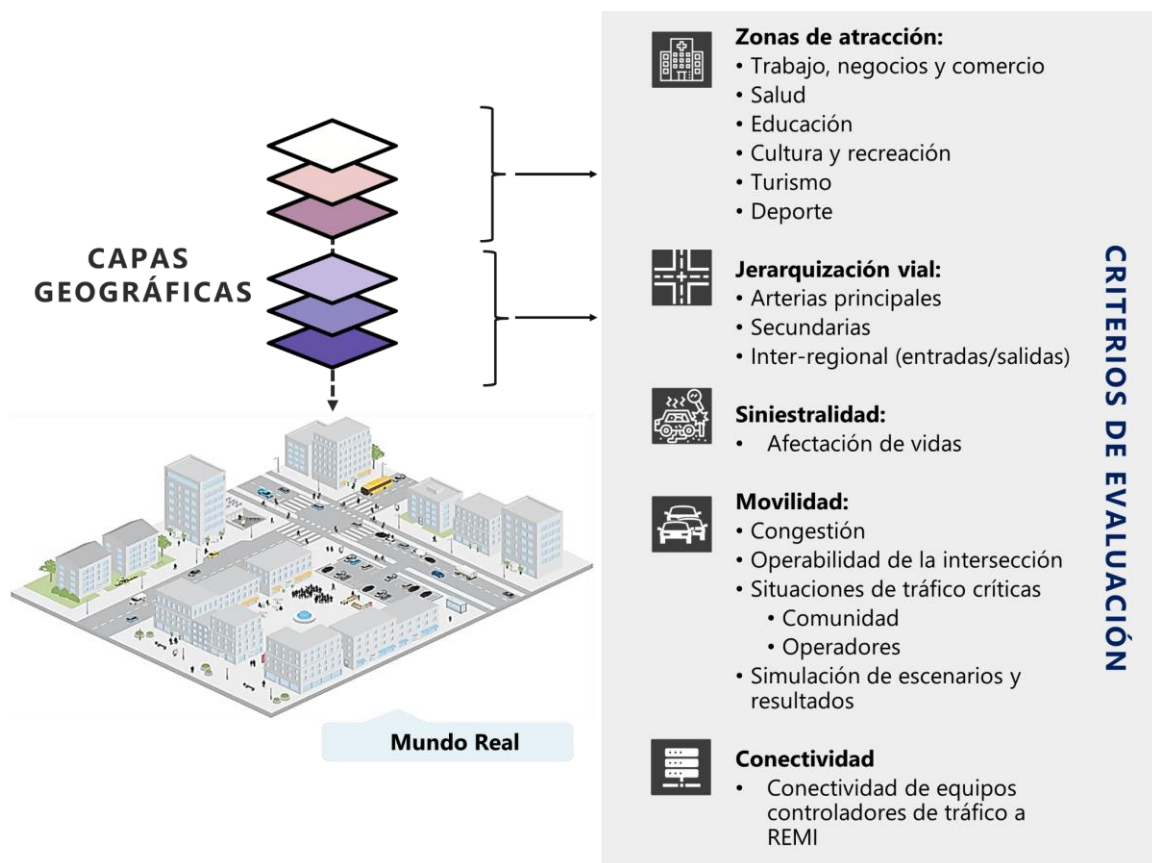 CAPAS
GEOGRÁFICAS
Mundo Real
Zonas de atracción:
• Trabajo, negocios y comercio
• Salud
• Educación
• Cultura y recreación
• Turismo
• Deporte
Jerarquización vial:
• Arterias principales
• Secundarias
• Inter-regional (entradas/salidas)
Siniestralidad:
• Afectación de vidas
Movilidad:
• Congestión
• Operabilidad de la intersección
• Situaciones de tráfico críticas
• Comunidad
• Operadores
• Simulación de escenarios y
resultados
Conectividad
• Conectividad de equipos
controladores de tráfico a
REMI
CRITERIOS DE EVALUACIÓN